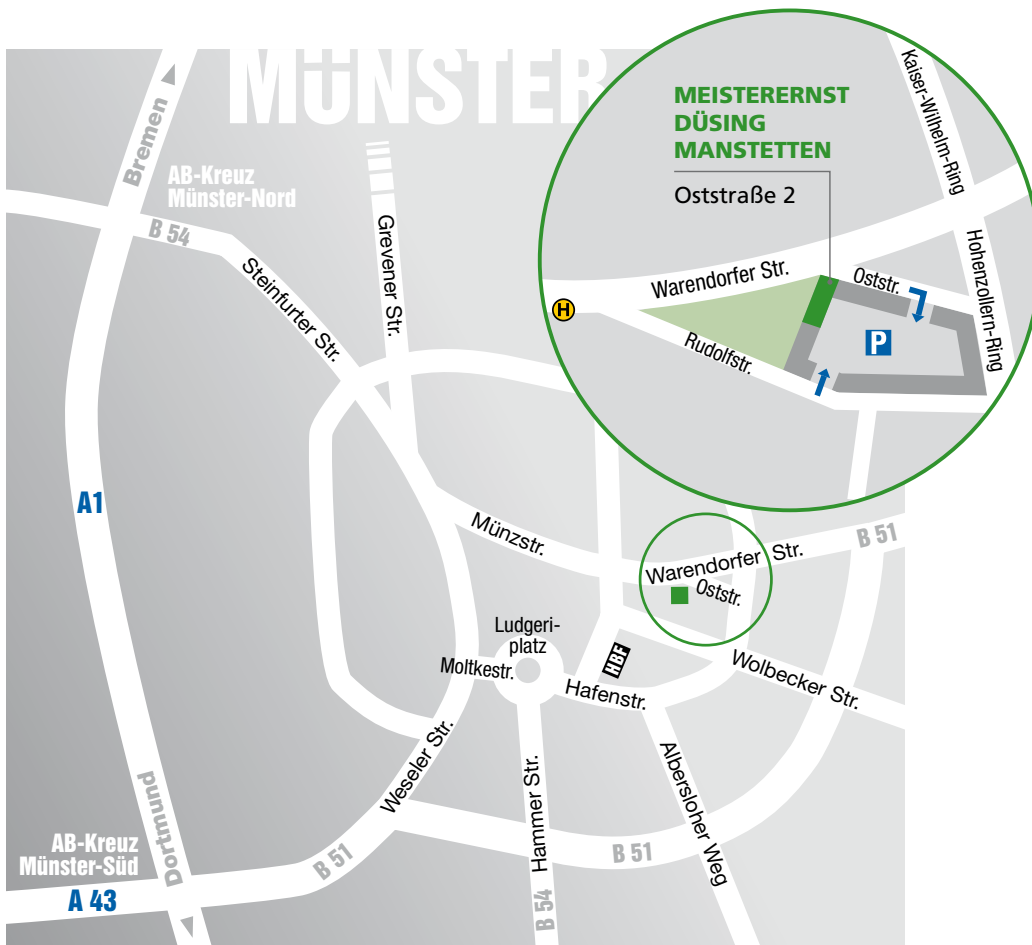 MÜNSTER
Bremen
AB-Kreuz
Münster-Nord
B 54
Steinfurter Str.
Grevener Str.
MEISTERERNST
DÜSING
MANSTETTEN
Oststraße 2
Kaiser-Wilhelm-Ring
Hohenzollern-Ring
Warendorfer Str.
Oststr.
H
P
Rudolfstr.
A1
Münzstr.
Warendorfer Str.
B 51
Oststr.
Ludgeri-
platz
Moltkestr.
HBF
Hafenstr.
Wolbecker Str.
Weseler Str.
Hammer Str.
Albersloher Weg
Dortmund
AB-Kreuz
Münster-Süd
A 43
B 51
B 51
B 54